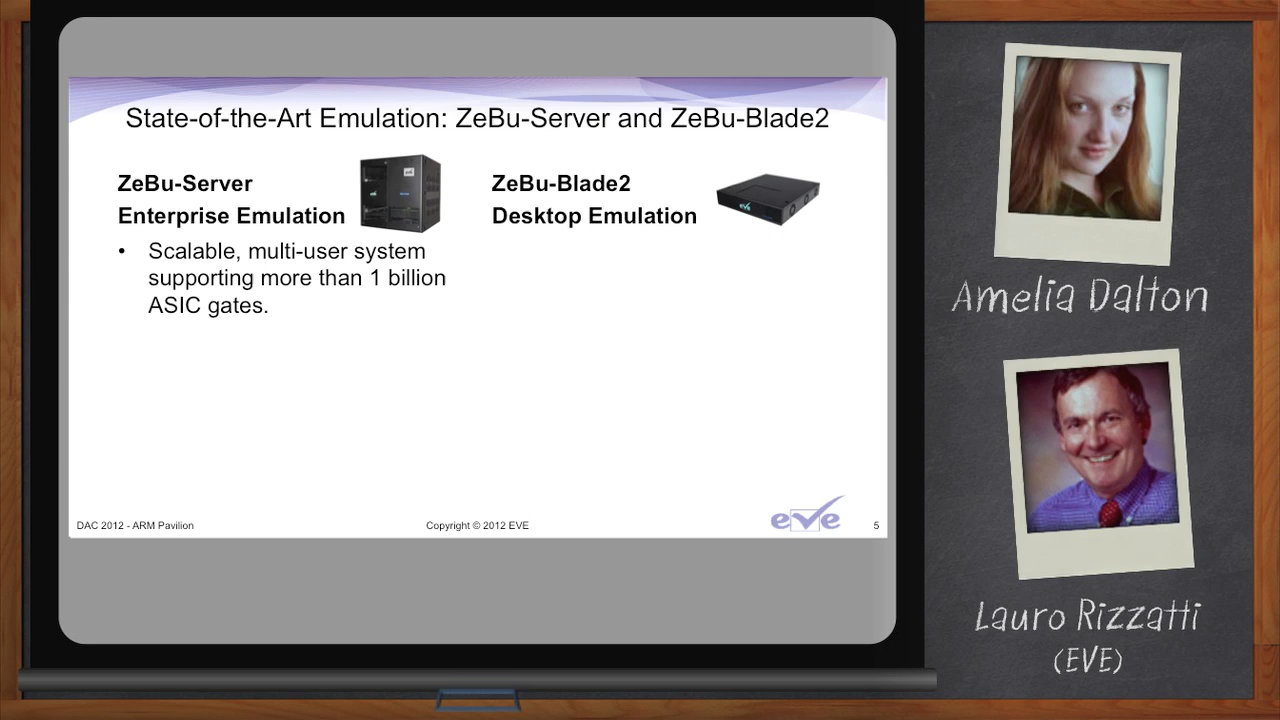 State-of-the-Art Emulation: ZeBu-Server and ZeBu-Blade2
ZeBu-Server
Enterprise Emulation
• Scalable, multi-user system
supporting more than 1 billion
ASIC gates.
ZeBu-Blade2
Desktop Emulation
DAC 2012 - ARM Pavilion
Copyright © 2012 EVE
eve
5
Amelia Dalton
Lauro Rizzatti
(EVE)